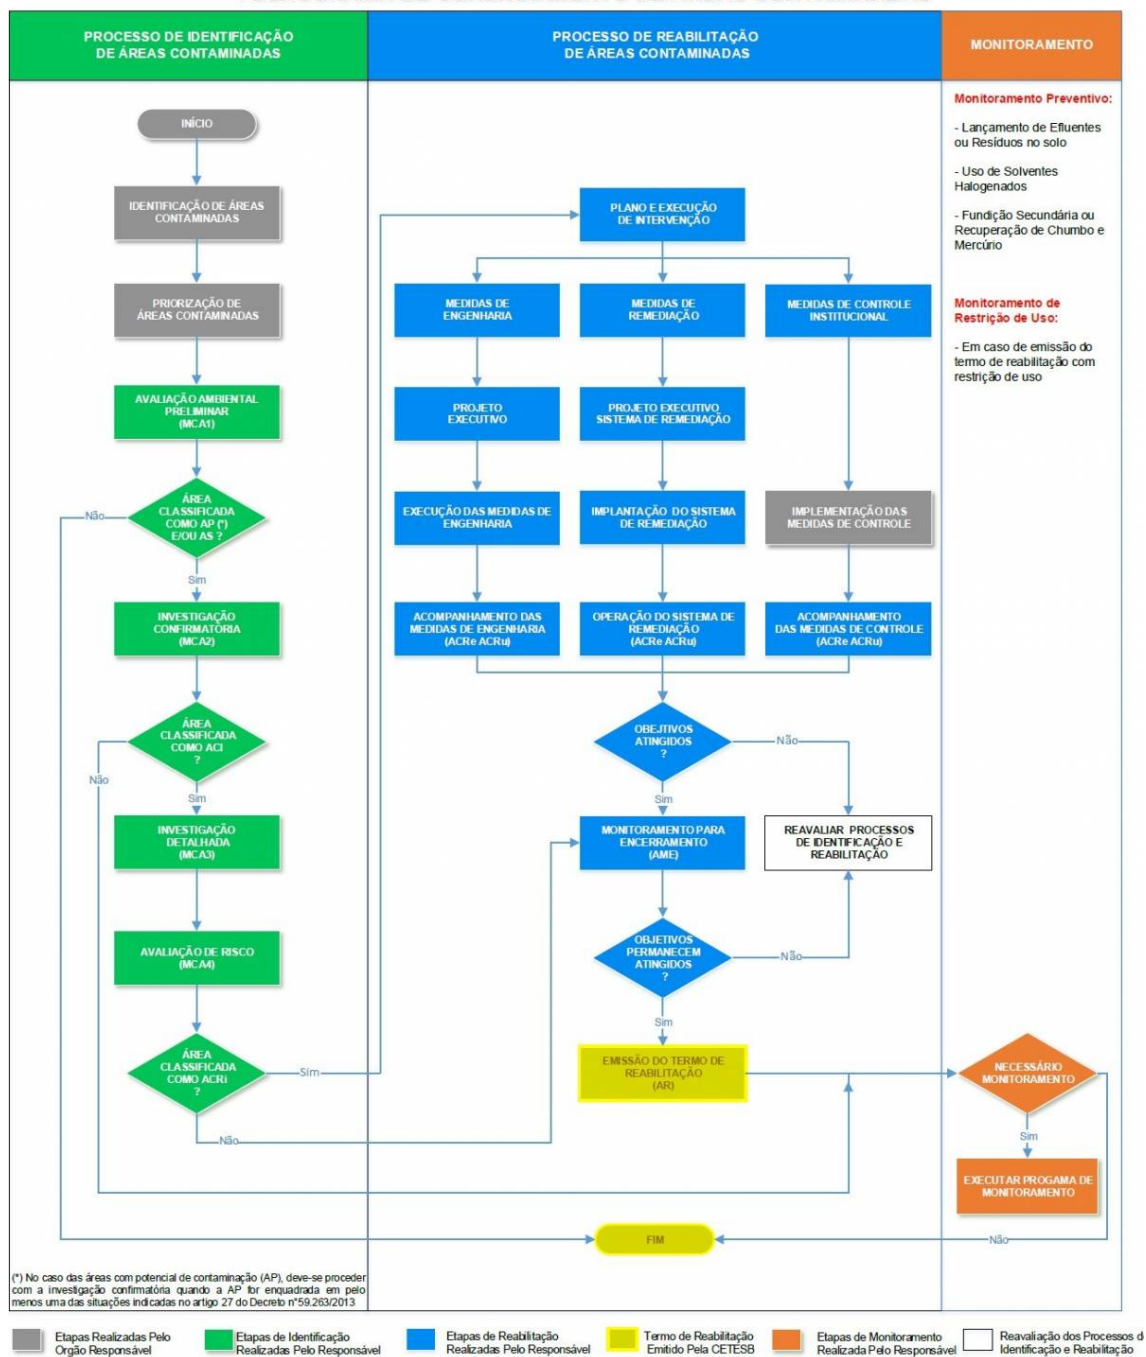 PROCESSO DE IDENTIFICAÇÃO
DE ÁREAS CONTAMINADAS
PROCESSO DE REABILITAÇÃO
DE ÁREAS CONTAMINADAS
MONITORAMENTO
INÍCIO
IDENTIFICAÇÃO DE ÁREAS
CONTAMINADAS
PRIORIZAÇÃO DE
ÁREAS CONTAMINADAS
AVALIAÇÃO AMBIENTAL
PRELIMINAR
(MCA1)
ÁREA
CLASSIFICADA
COMO AP (*)
E/OU AS ?
Não
Sim
INVESTIGAÇÃO
CONFIRMATÓRIA
(MCA2)
ÁREA
CLASSIFICADA
COMO ACI
?
Não
Sim
INVESTIGAÇÃO
DETALHADA
(MCA3)
AVALIAÇÃO DE RISCO
(MCA4)
ÁREA
CLASSIFICADA
COMO ACRi
?
Sim
Não
PLANO E EXECUÇÃO
DE INTERVENÇÃO
MEDIDAS DE
ENGENHARIA
MEDIDAS DE
REMEDIAÇÃO
MEDIDAS DE CONTROLE
INSTITUCIONAL
PROJETO
EXECUTIVO
PROJETO EXECUTIVO
SISTEMA DE REMEDIAÇÃO
EXECUÇÃO DAS MEDIDAS DE
ENGENHARIA
IMPLANTAÇÃO DO SISTEMA
DE REMEDIAÇÃO
IMPLEMENTAÇÃO DAS
MEDIDAS DE CONTROLE
ACOMPANHAMENTO DAS
MEDIDAS DE ENGENHARIA
(ACRe ACRu)
OPERAÇÃO DO SISTEMA DE
REMEDIAÇÃO
(ACRe ACRu)
ACOMPANHAMENTO
DAS MEDIDAS DE CONTROLE
(ACRe ACRu)
OBEJTIVOS
ATINGIDOS
?
Não
Sim
MONITORAMENTO PARA
ENCERRAMENTO
(AME)
REAVALIAR PROCESSOS
DE IDENTIFICAÇÃO E
REABILITAÇÃO
OBJETIVOS
PERMANECEM
ATINGIDOS
?
Não
Sim
EMISSÃO DO TERMO DE
REABILITAÇÃO
(AR)
FIM
Monitoramento Preventivo:
- Lançamento de Efluentes
ou Resíduos no solo
- Uso de Solventes
Halogenados
- Fundição Secundária ou
Recuperação de Chumbo e
Mercúrio
Monitoramento de
Restrição de Uso:
- Em caso de emissão do
termo de reabilitação com
restrição de uso
NECESSÁRIO
MONITORAMENTO
Sim
EXECUTAR PROGAMA DE
MONITORAMENTO
Não
(*) No caso das áreas com potencial de contaminação (AP), deve-se proceder
com a investigação confirmatória quando a AP for enquadrada em pelo
menos uma das situações indicadas no artigo 27 do Decreto n°59.263/2013
Etapas Realizadas Pelo
Orgão Responsável
Etapas de Identificação
Realizadas Pelo Responsável
Etapas de Reabilitação
Realizadas Pelo Responsável
Termo de Reabilitação
Emitido Pela CETESB
Etapas de Monitoramento
Realizada Pelo Responsável
Reavaliação dos Processos d
Identificação e Reabilitação